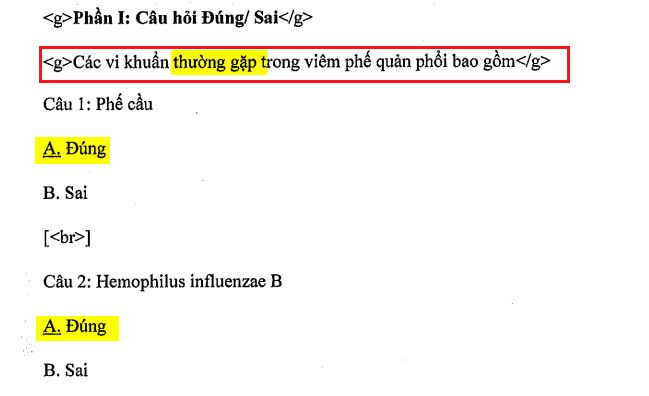 <g>Phần I: Câu hỏi Đúng/ Sai</g>
<g>Các vi khuẩn thường gặp trong viêm phế quản phổi bao gồm</g>
Câu 1: Phế cầu
A. Đúng
B. Sai
[<br>]
Câu 2: Hemophilus influenzae B
A. Đúng
B. Sai